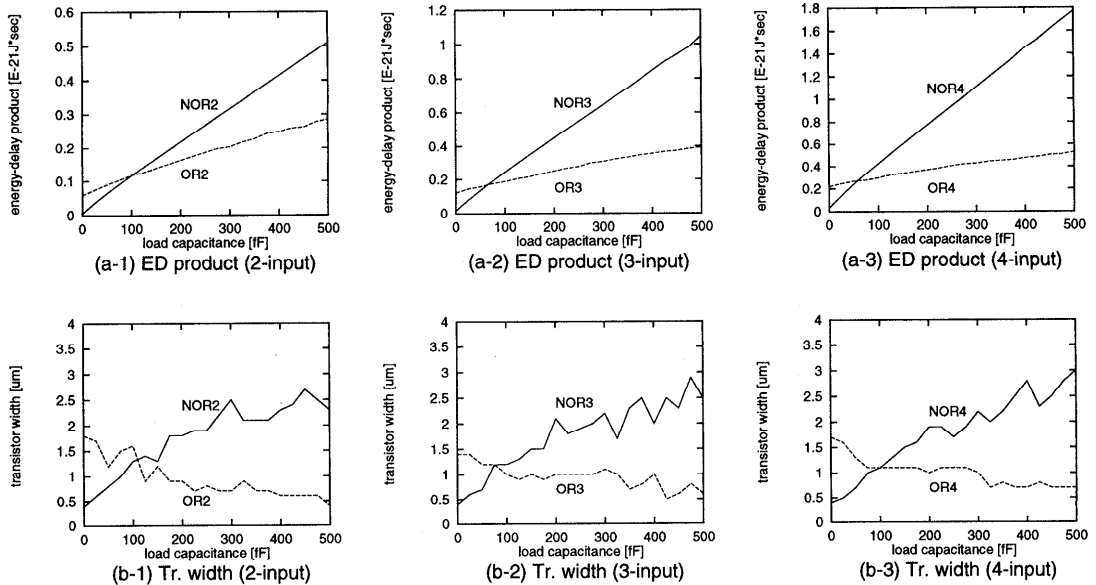 energy-delay product [E-21J*sec]
0.6
0.5
0.4
0.3
0.2
0.1
0
NOR2
OR2
0 100 200 300 400 500
load capacitance [fF]
(a-1) ED product (2-input)
energy-delay product [E-21J*sec]
1.2
1
0.8
0.6
0.4
0.2
0
NOR3
OR3
0 100 200 300 400 500
load capacitance [fF]
(a-2) ED product (3-input)
energy-delay product [E-21J*sec]
1.8
1.6
1.4
1.2
1
0.8
0.6
0.4
0.2
0
NOR4
OR4
0 100 200 300 400 500
load capacitance [fF]
(a-3) ED product (4-input)
transistor width [um]
4
3.5
3
2.5
2
1.5
1
0.5
0
NOR2
OR2
0 100 200 300 400 500
load capacitance [fF]
(b-1) Tr. width (2-input)
transistor width [um]
4
3.5
3
2.5
2
1.5
1
0.5
0
NOR3
OR3
0 100 200 300 400 500
load capacitance [fF]
(b-2) Tr. width (3-input)
transistor width [um]
4
3.5
3
2.5
2
1.5
1
0.5
0
NOR4
OR4
0 100 200 300 400 500
load capacitance [fF]
(b-3) Tr. width (4-input)